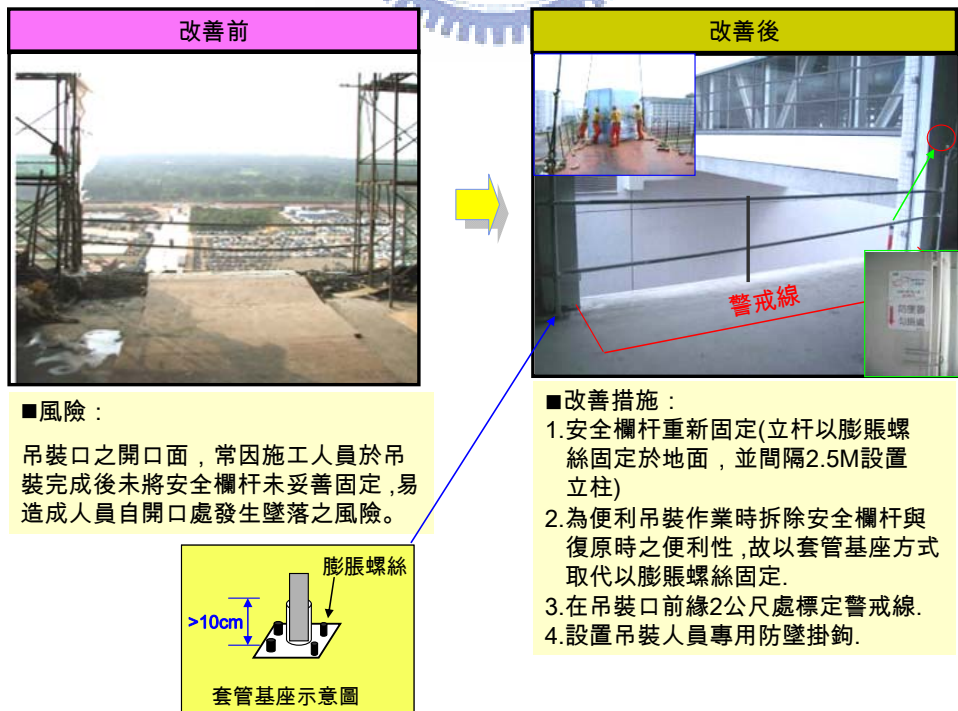 改善前
改善後
警戒線
■風險：
吊裝口之開口面，常因施工人員於吊
裝完成後未將安全欄杆未妥善固定,易
造成人員自開口處發生墜落之風險。
膨脹螺絲
>10cm
套管基座示意圖
■改善措施：
1.安全欄杆重新固定(立杆以膨脹螺
絲固定於地面，並間隔2.5M設置
立柱)
2.為便利吊裝作業時拆除安全欄杆與
復原時之便利性,故以套管基座方式
取代以膨賬螺絲固定.
3.在吊裝口前緣2公尺處標定警戒線.
4.設置吊裝人員專用防墜掛鉤.